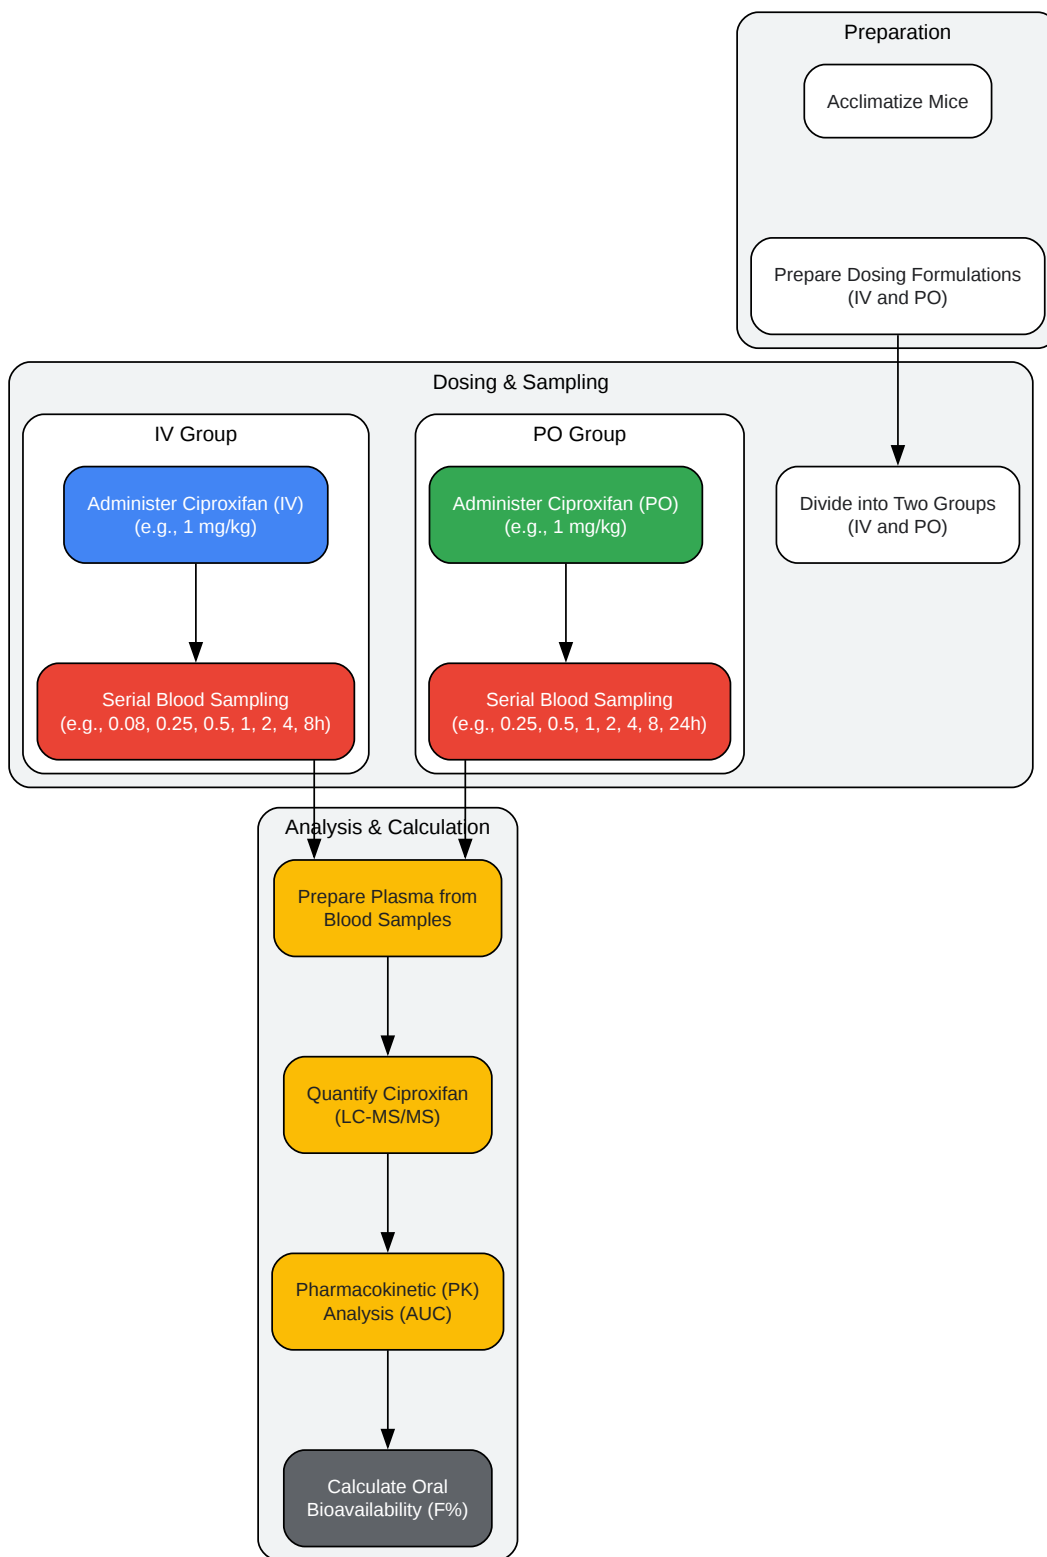 Preparation
Acclimatize Mice
Prepare Dosing Formulations
(IV and PO)
Dosing & Sampling
IV Group
Administer Ciproxifan (IV)
(e.g., 1 mg/kg)
Serial Blood Sampling
(e.g., 0.08, 0.25, 0.5, 1, 2, 4, 8h)
PO Group
Administer Ciproxifan (PO)
(e.g., 1 mg/kg)
Serial Blood Sampling
(e.g., 0.25, 0.5, 1, 2, 4, 8, 24h)
Divide into Two Groups
(IV and PO)
Analysis & Calculation
Prepare Plasma from
Blood Samples
Quantify Ciproxifan
(LC-MS/MS)
Pharmacokinetic (PK)
Analysis (AUC)
Calculate Oral
Bioavailability (F%)